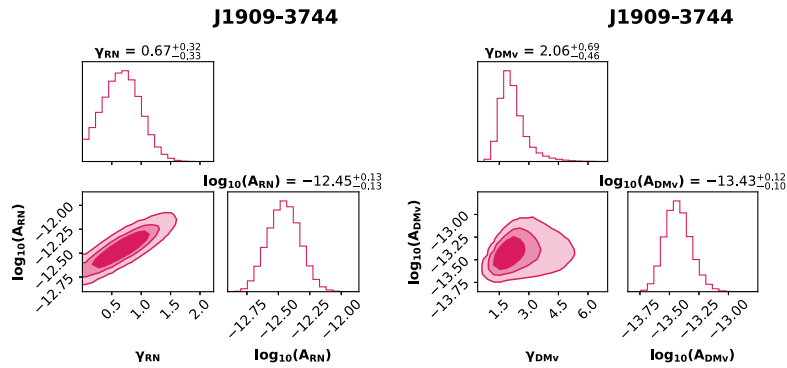 J1909-3744
γRN = 0.67+0.32−0.33
log10(ARN) = −12.45+0.13−0.13
log10(ARN)
−12.00
−12.25
−12.50
−12.75
0.5 1.0 1.5 2.0
γRN
−12.75 −12.50 −12.25 −12.00
log10(ARN)
J1909-3744
γDMv = 2.06+0.69−0.46
log10(ADMv) = −13.43+0.12−0.10
log10(ADMv)
−13.00
−13.25
−13.50
−13.75
1.5 3.0 4.5 6.0
γDMv
−13.75 −13.50 −13.25 −13.00
log10(ADMv)